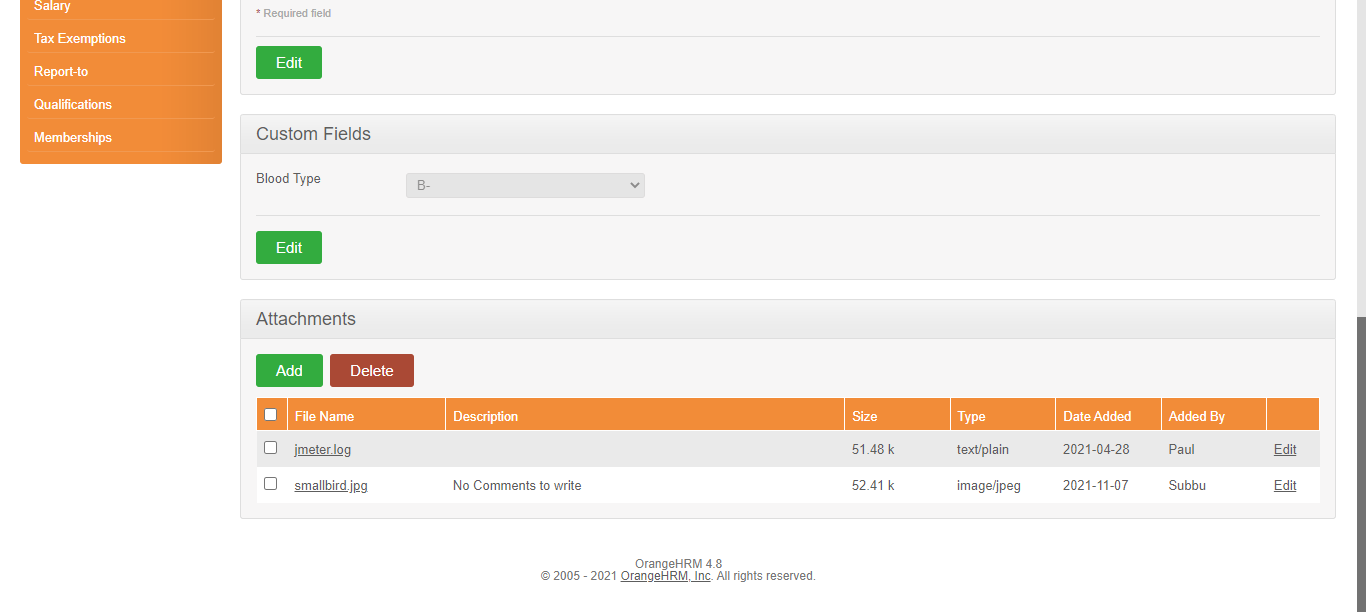 Salary
Tax Exemptions
Report-to
Qualifications
Memberships
* Required field
Edit
Custom Fields
Blood Type B-
Edit
Attachments
Add Delete
File Name Description Size Type Date Added Added By
jmeter.log 51.48 k text/plain 2021-04-28 Paul Edit
smallbird.jpg No Comments to write 52.41 k image/jpeg 2021-11-07 Subbu Edit
OrangeHRM 4.8
© 2005 - 2021 OrangeHRM, Inc. All rights reserved.